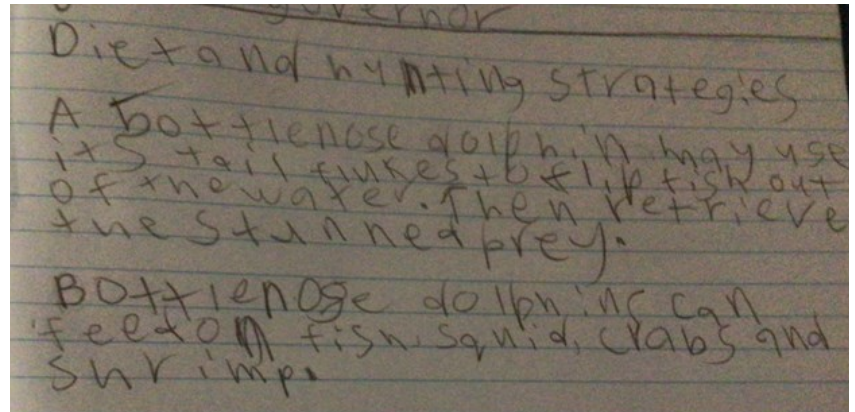 governor
Diet and hunting strategies
A bottlenose dolphin may use
its tail flukes to flip fish out
of the water. Then retrieve
the stunned prey.
Bottlenose dolphins can
feed on fish, squid, crabs and
shrimp.